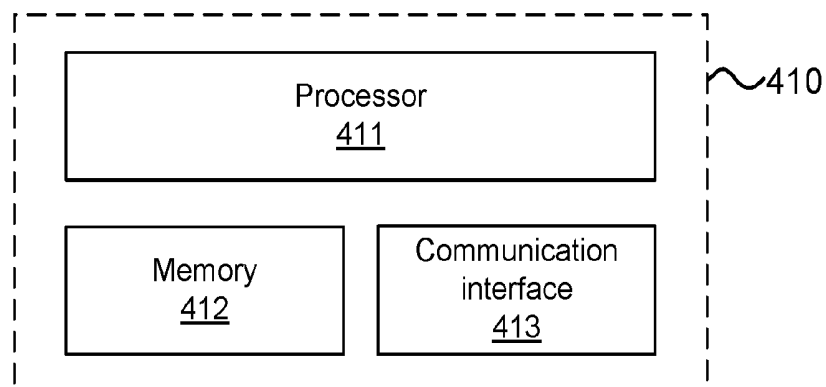 Processor
411
410
Memory
412
Communication
interface
413